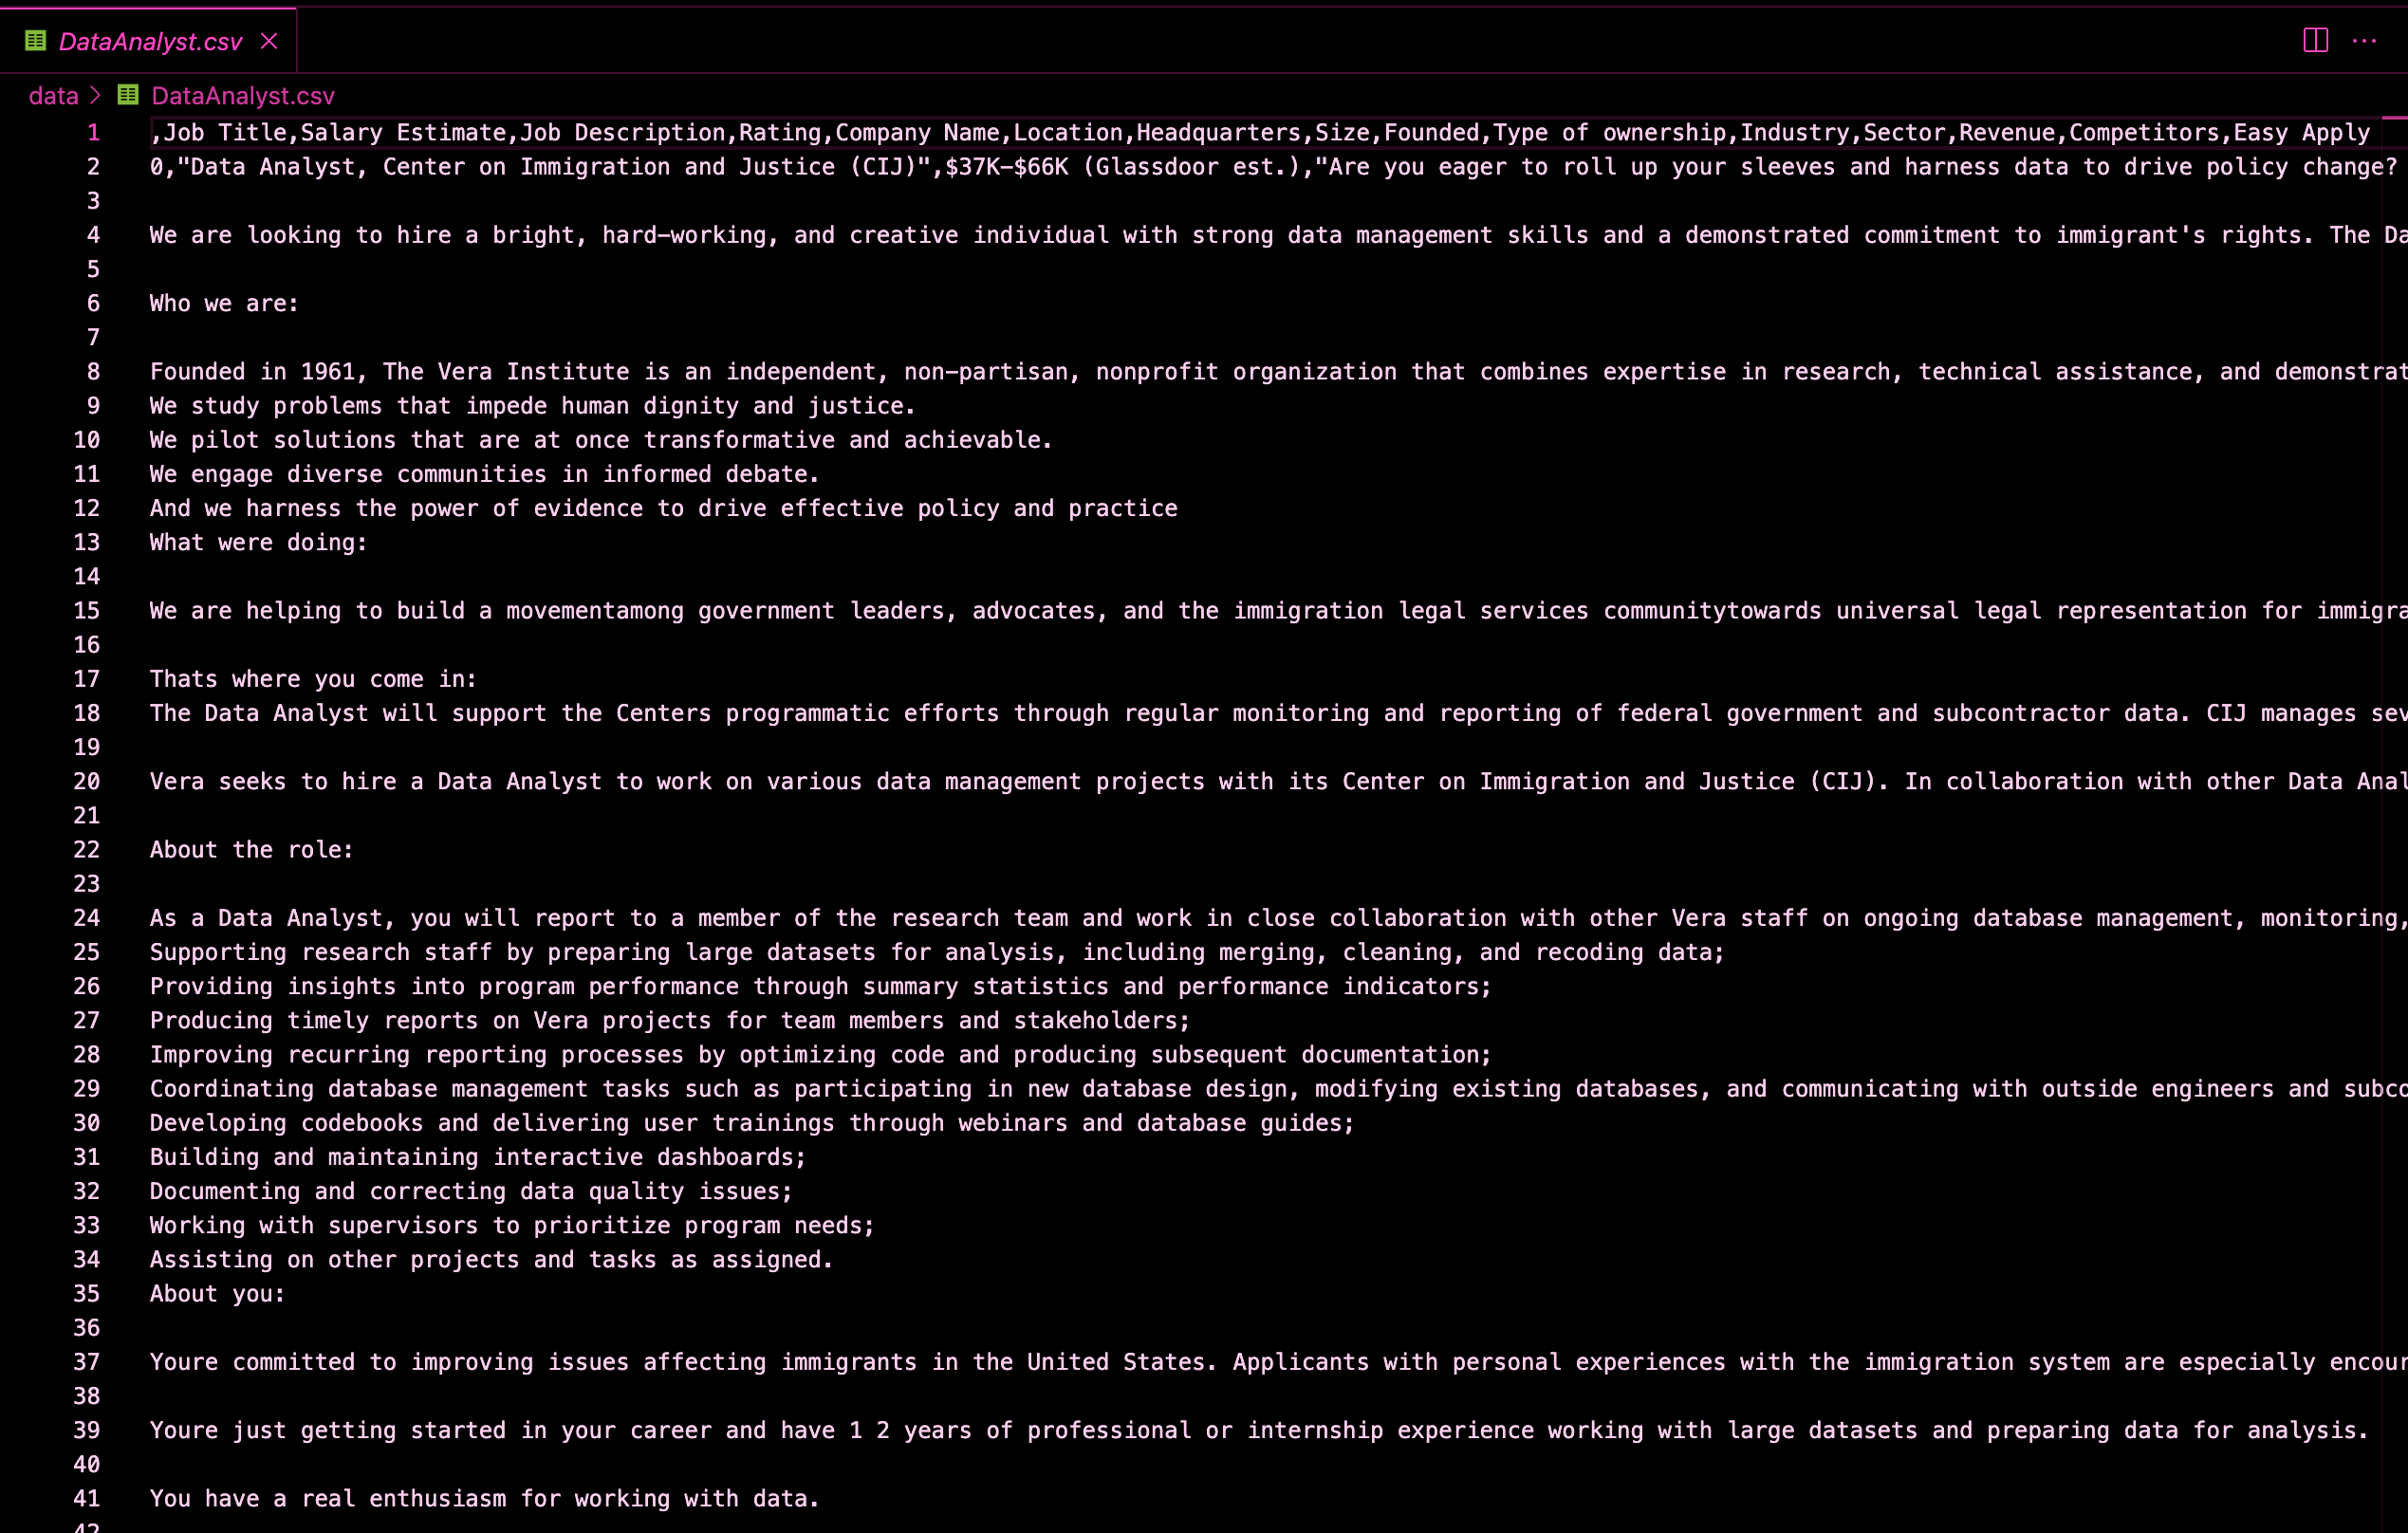 DataAnalyst.csv
data > DataAnalyst.csv
1 ,Job Title,Salary Estimate,Job Description,Rating,Company Name,Location,Headquarters,Size,Founded,Type of ownership,Industry,Sector,Revenue,Competitors,Easy Apply
2 0,"Data Analyst, Center on Immigration and Justice (CIJ)",$37K-$66K (Glassdoor est.),"Are you eager to roll up your sleeves and harness data to drive policy change?
3
4 We are looking to hire a bright, hard-working, and creative individual with strong data management skills and a demonstrated commitment to immigrant's rights. The Da
5
6 Who we are:
7
8 Founded in 1961, The Vera Institute is an independent, non-partisan, nonprofit organization that combines expertise in research, technical assistance, and demonstrat
9 We study problems that impede human dignity and justice.
10 We pilot solutions that are at once transformative and achievable.
11 We engage diverse communities in informed debate.
12 And we harness the power of evidence to drive effective policy and practice
13 What were doing:
14
15 We are helping to build a movementamong government leaders, advocates, and the immigration legal services communitytowards universal legal representation for immigra
16
17 Thats where you come in:
18 The Data Analyst will support the Centers programmatic efforts through regular monitoring and reporting of federal government and subcontractor data. CIJ manages sev
19
20 Vera seeks to hire a Data Analyst to work on various data management projects with its Center on Immigration and Justice (CIJ). In collaboration with other Data Anal
21
22 About the role:
23
24 As a Data Analyst, you will report to a member of the research team and work in close collaboration with other Vera staff on ongoing database management, monitoring,
25 Supporting research staff by preparing large datasets for analysis, including merging, cleaning, and recoding data;
26 Providing insights into program performance through summary statistics and performance indicators;
27 Producing timely reports on Vera projects for team members and stakeholders;
28 Improving recurring reporting processes by optimizing code and producing subsequent documentation;
29 Coordinating database management tasks such as participating in new database design, modifying existing databases, and communicating with outside engineers and subco
30 Developing codebooks and delivering user trainings through webinars and database guides;
31 Building and maintaining interactive dashboards;
32 Documenting and correcting data quality issues;
33 Working with supervisors to prioritize program needs;
34 Assisting on other projects and tasks as assigned.
35 About you:
36
37 Youre committed to improving issues affecting immigrants in the United States. Applicants with personal experiences with the immigration system are especially encour
38
39 Youre just getting started in your career and have 1 2 years of professional or internship experience working with large datasets and preparing data for analysis.
40
41 You have a real enthusiasm for working with data.
42